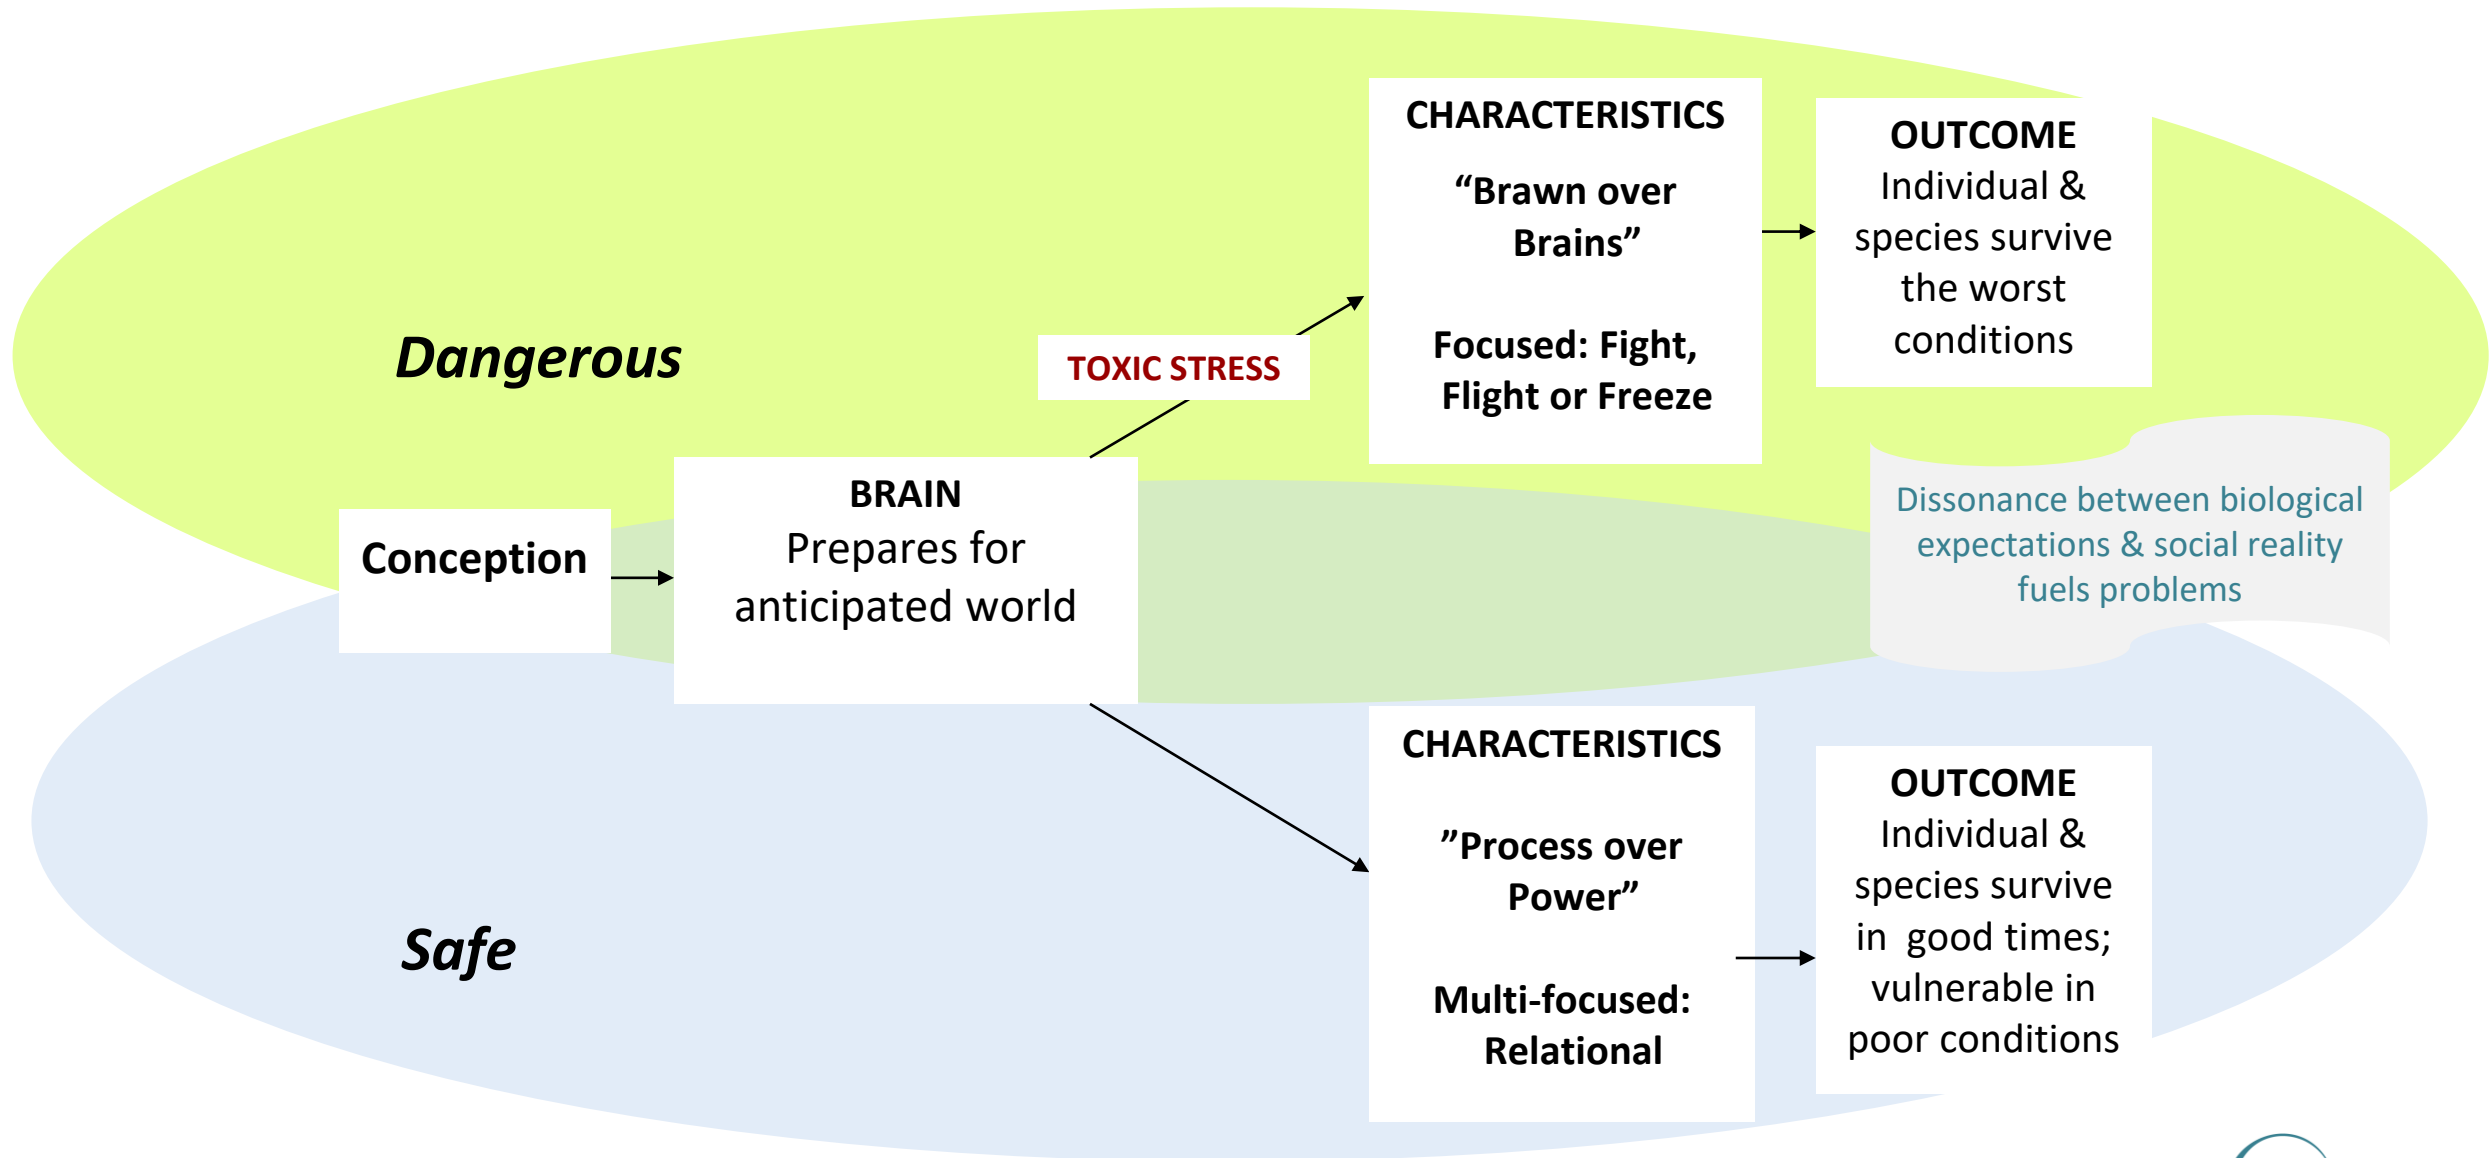 Dangerous
Conception
BRAIN
Prepares for
anticipated world
TOXIC STRESS
CHARACTERISTICS
“Brawn over
Brains”
Focused: Fight,
Flight or Freeze
OUTCOME
Individual &
species survive
the worst
conditions
Dissonance between biological
expectations & social reality
fuels problems
Safe
CHARACTERISTICS
”Process over
Power”
Multi-focused:
Relational
OUTCOME
Individual &
species survive
in  good times;
vulnerable in
poor conditions